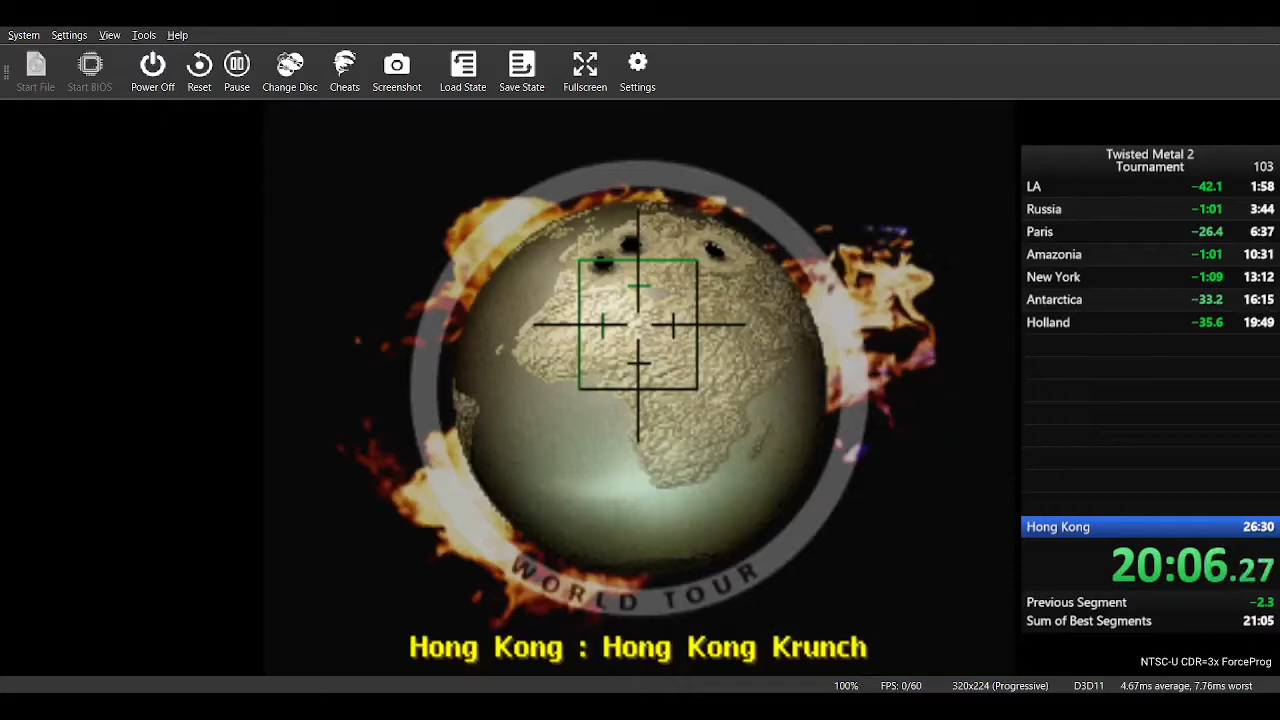 System Settings View Tools Help
Start File Start BIOS Power Off Reset Pause Change Disc Cheats Screenshot Load State Save State Fullscreen Settings
Twisted Metal 2
Tournament 103
LA -42.1 1:58
Russia -1:01 3:44
Paris -26.4 6:37
Amazonia -1:01 10:31
New York -1:09 13:12
Antarctica -33.2 16:15
Holland -35.6 19:49
Hong Kong 26:30
20:06.27
Previous Segment -2.3
Sum of Best Segments 21:05
WORLD TOUR
Hong Kong : Hong Kong Krunch
NTSC-U CDR=3x ForceProg
100% FPS: 0/60 320x224 (Progressive) D3D11 4.67ms average, 7.76ms worst